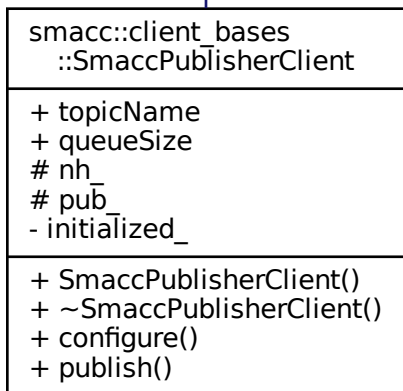 smacc::client_bases
::SmaccPublisherClient
+ topicName
+ queueSize
# nh_
# pub_
- initialized_
+ SmaccPublisherClient()
+ ~SmaccPublisherClient()
+ configure()
+ publish()